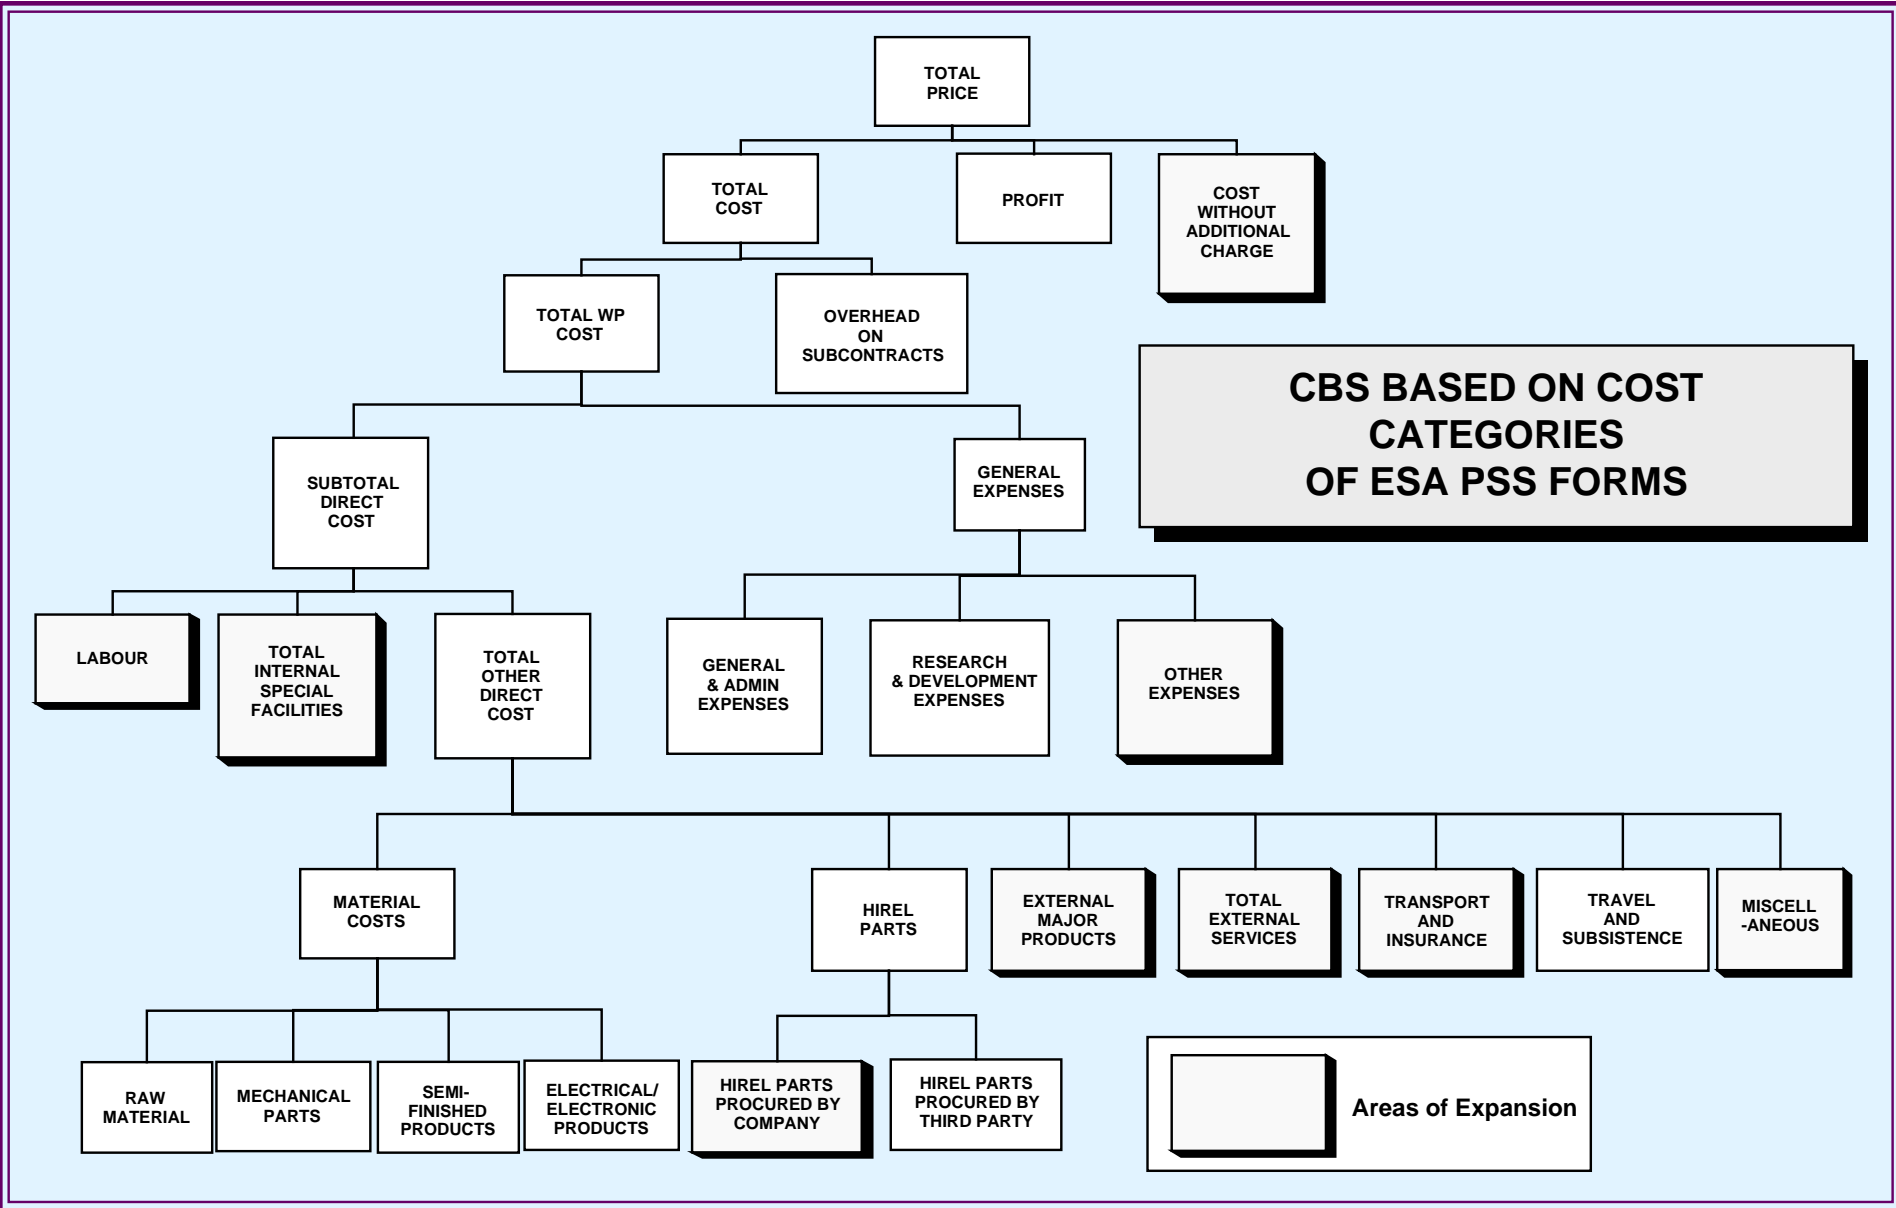 TOTAL
PRICE
TOTAL
COST
PROFIT
COST
WITHOUT
ADDITIONAL
CHARGE
TOTAL WP
COST
OVERHEAD
ON
SUBCONTRACTS
CBS BASED ON COST
CATEGORIES
OF ESA PSS FORMS
SUBTOTAL
DIRECT
COST
GENERAL
EXPENSES
LABOUR
TOTAL
INTERNAL
SPECIAL
FACILITIES
TOTAL
OTHER
DIRECT
COST
GENERAL
& ADMIN
EXPENSES
RESEARCH
& DEVELOPMENT
EXPENSES
OTHER
EXPENSES
MATERIAL
COSTS
HIREL
PARTS
EXTERNAL
MAJOR
PRODUCTS
TOTAL
EXTERNAL
SERVICES
TRANSPORT
AND
INSURANCE
TRAVEL
AND
SUBSISTENCE
MISCELL
-ANEOUS
RAW
MATERIAL
MECHANICAL
PARTS
SEMI-
FINISHED
PRODUCTS
ELECTRICAL/
ELECTRONIC
PRODUCTS
HIREL PARTS
PROCURED BY
COMPANY
HIREL PARTS
PROCURED BY
THIRD PARTY
Areas of Expansion